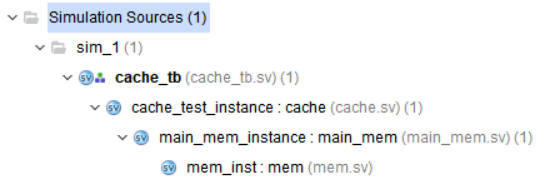 Simulation Sources (1)
sim_1 (1)
cache_tb (cache_tb.sv) (1)
cache_test_instance : cache (cache.sv) (1)
main_mem_instance : main_mem (main_mem.sv) (1)
mem_inst : mem (mem.sv)